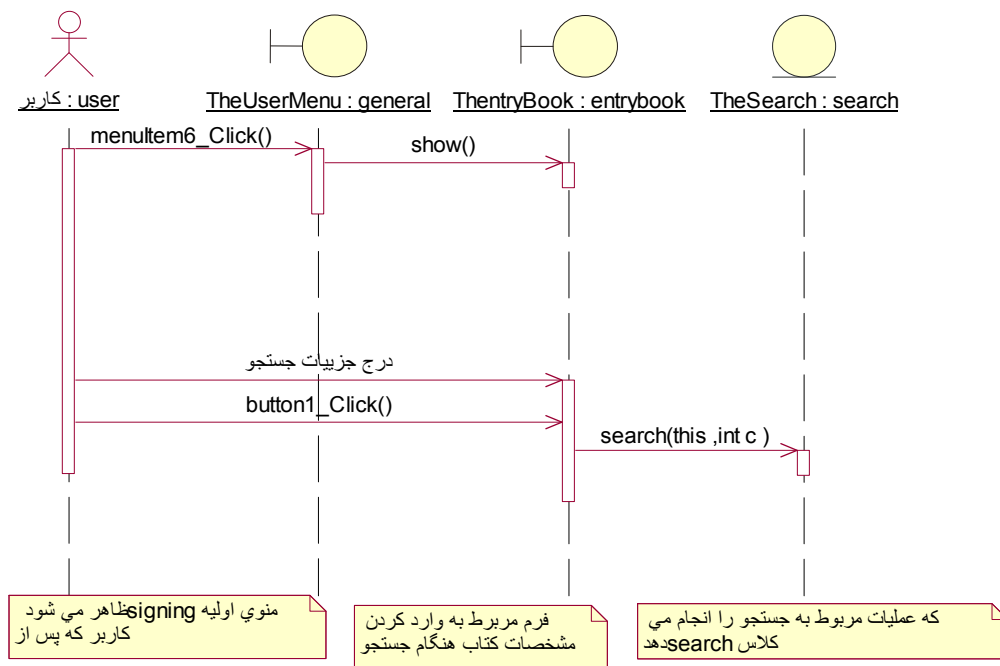 کاربر : user
TheUserMenu : general
ThentryBook : entrybook
TheSearch : search
menuItem6_Click()
show()
درج جزییات جستجو
button1_Click()
search(this ,int c )
منوي اوليه signingظاهر مي شود
کاربر که پس از
فرم مربرط به وارد کردن
مشخصات کتاب هنگام جستجو
که عمليات مربوط به جستجو را انجام مي
کلاس searchدهد